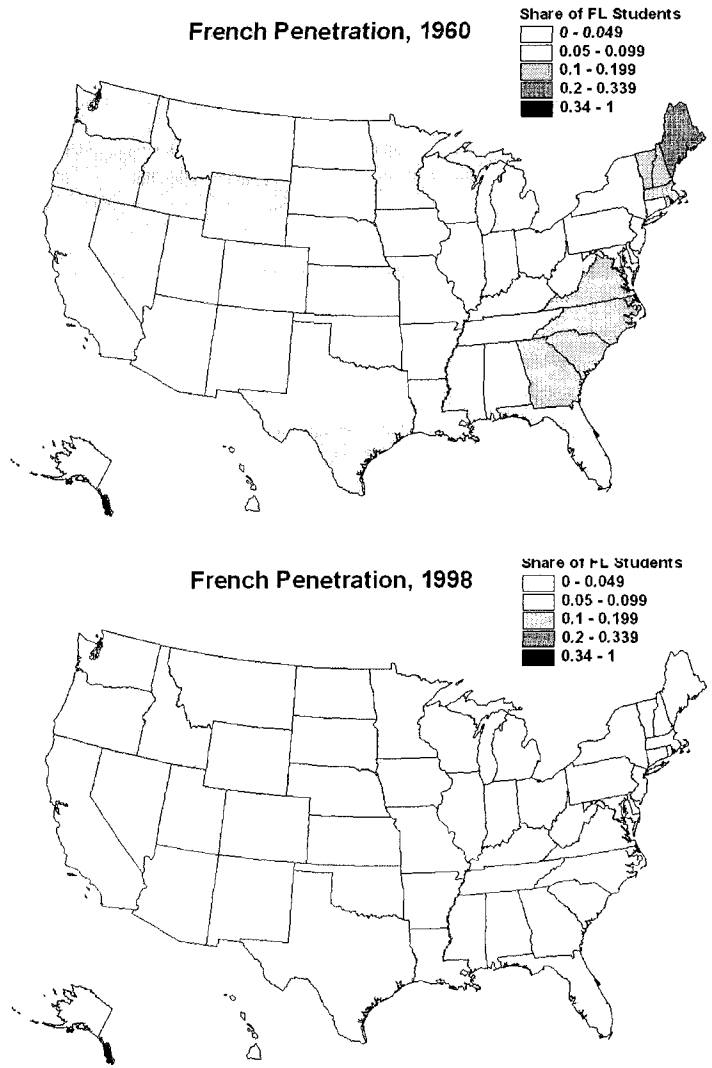 French Penetration, 1960
Share of FL Students
0 - 0.049
0.05 - 0.099
0.1 - 0.199
0.2 - 0.339
0.34 - 1
French Penetration, 1998
Share of FL Students
0 - 0.049
0.05 - 0.099
0.1 - 0.199
0.2 - 0.339
0.34 - 1